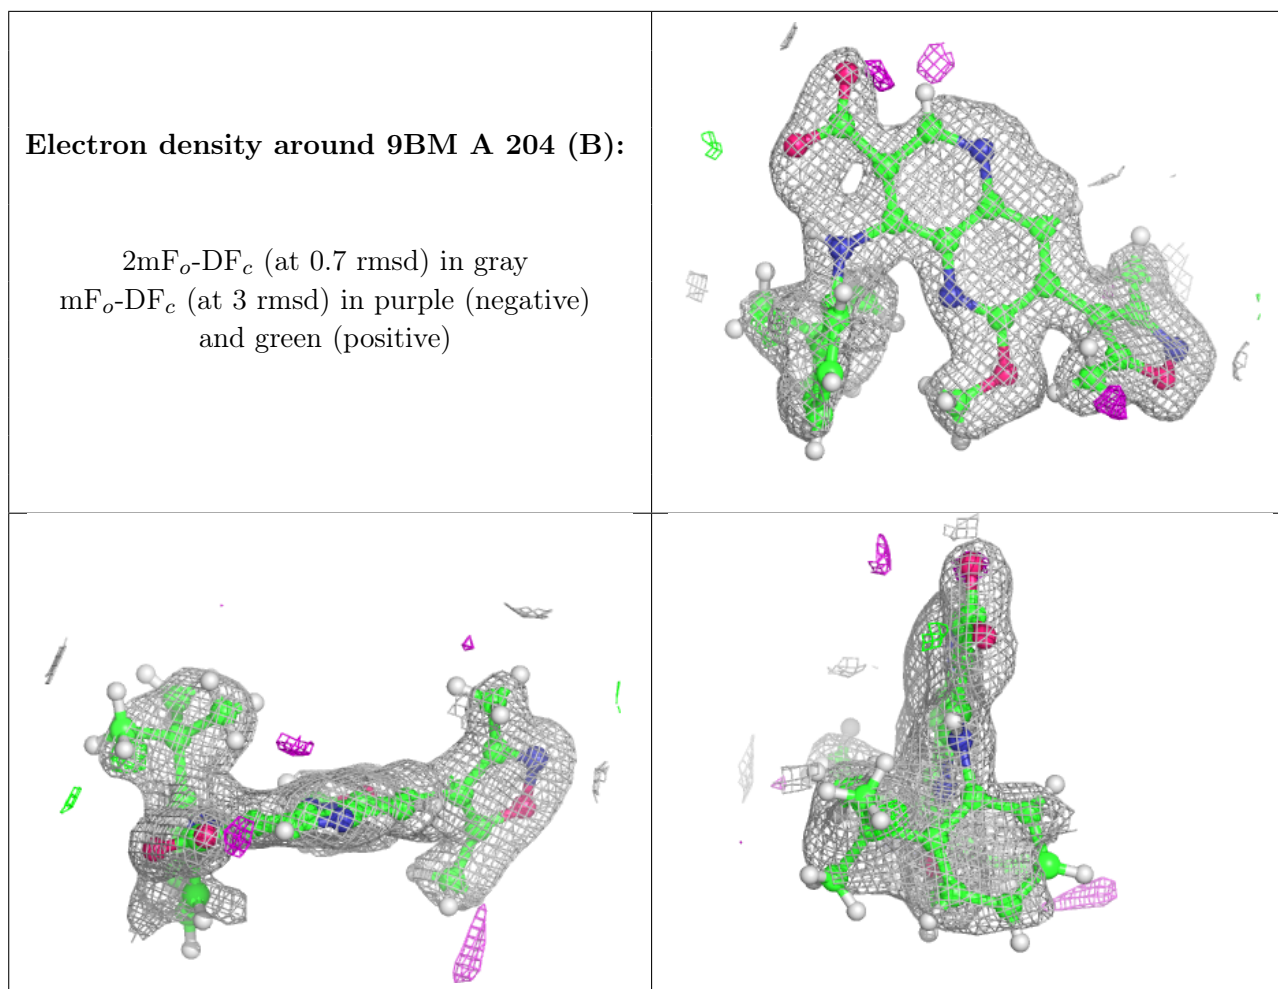 Electron density around 9BM A 204 (B):
2mFo-DFc (at 0.7 rmsd) in gray
mFo-DFc (at 3 rmsd) in purple (negative)
and green (positive)